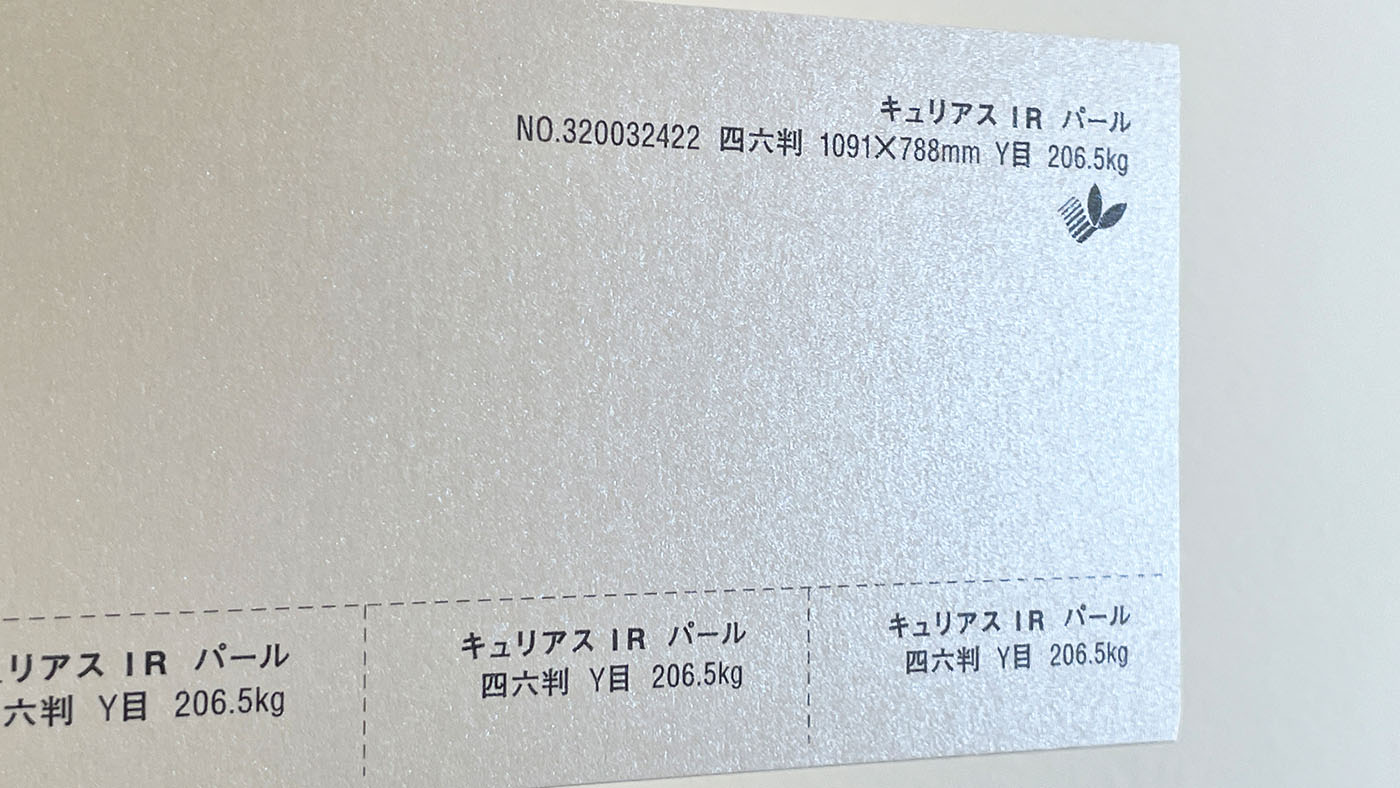 キュリアス IR パール
NO.320032422 四六判 1091×788mm Y目 206.5kg
リアス IR パール
六判 Y目 206.5kg
キュリアス IR パール
四六判 Y目 206.5kg
キュリアス IR パール
四六判 Y目 206.5kg